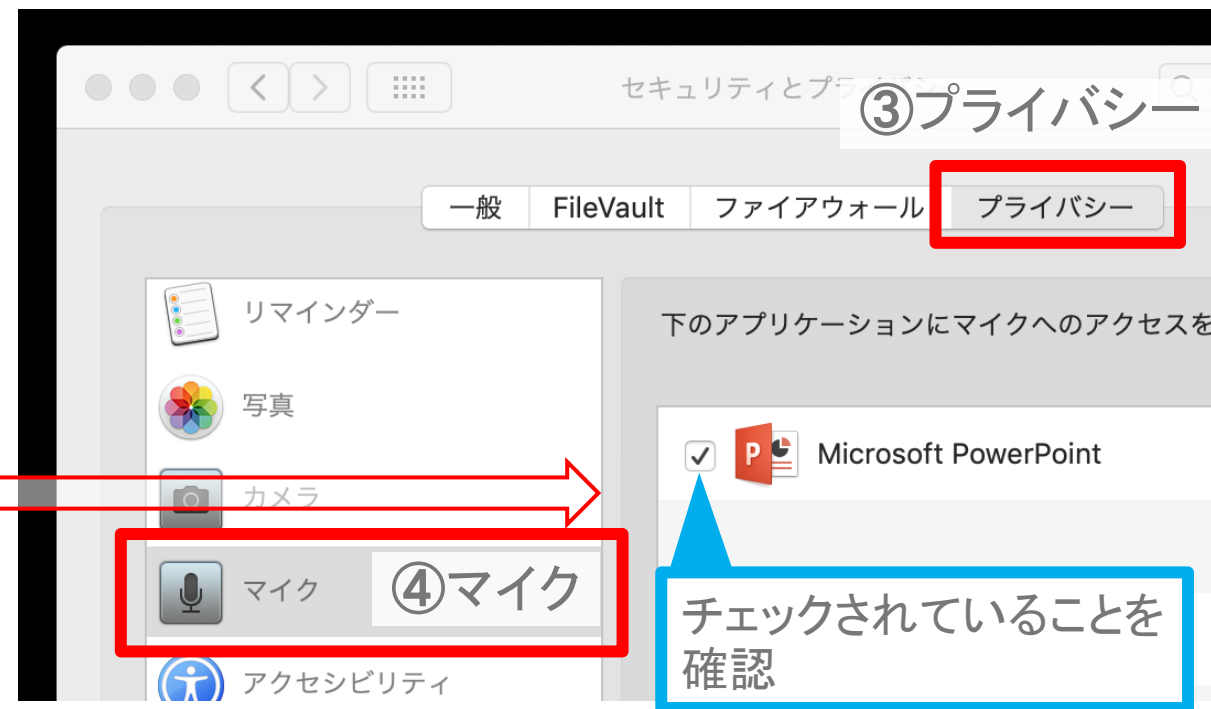 セキュリティとプライバシー
③プライバシー
一般 FileVault ファイアウォール プライバシー
リマインダー
下のアプリケーションにマイクへのアクセスを
写真
Microsoft PowerPoint
カメラ
マイク
④マイク
チェックされていることを
確認
アクセシビリティ